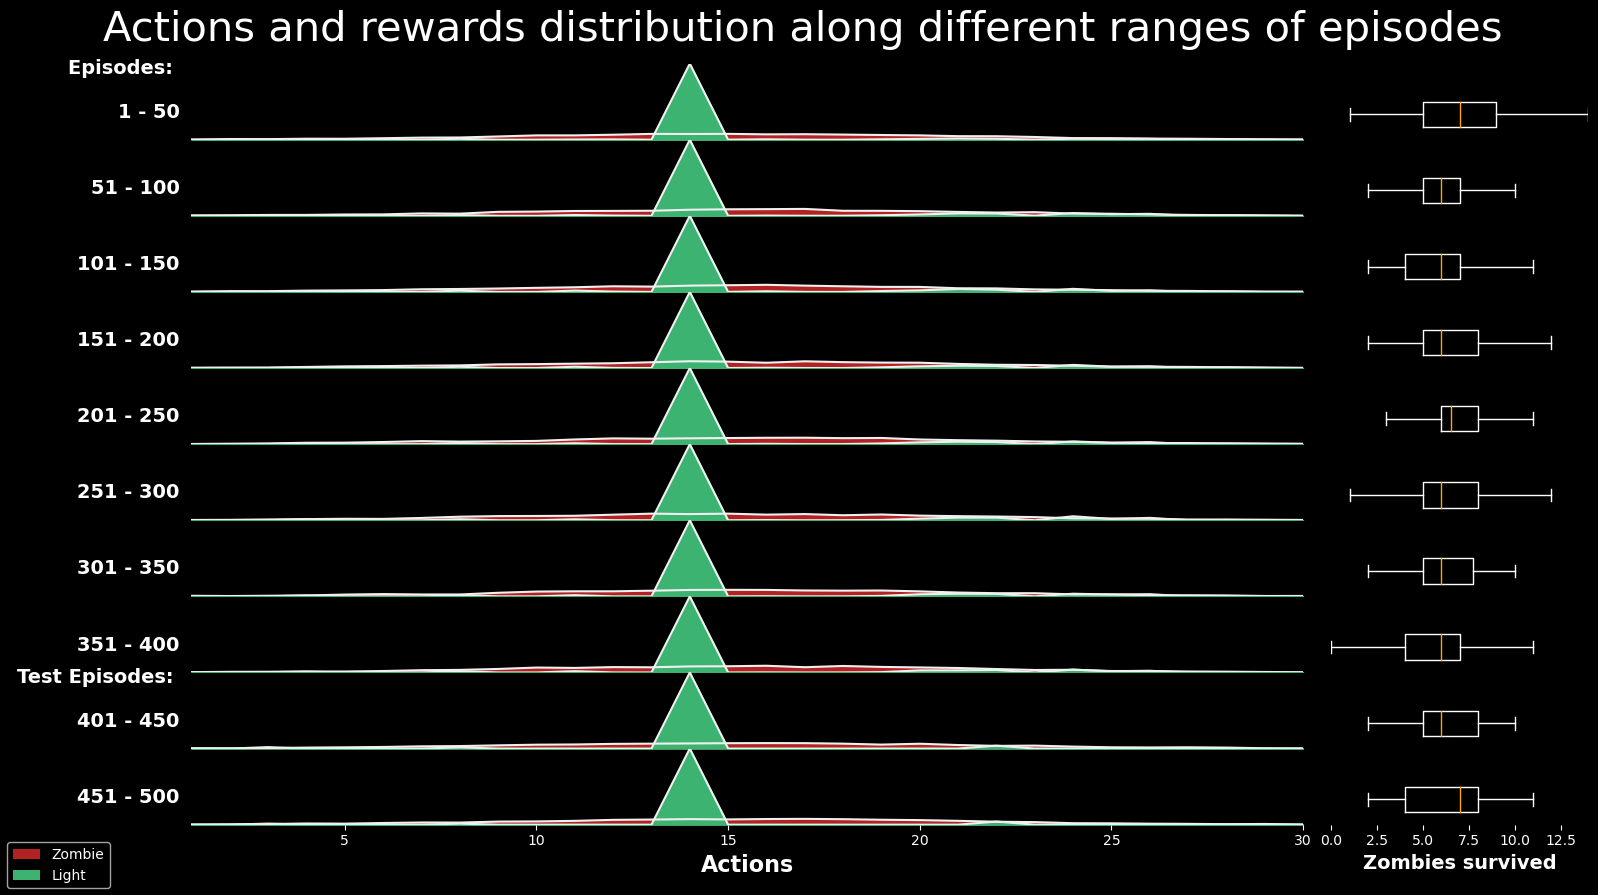 Actions and rewards distribution along different ranges of episodes
Episodes:
1 - 50
51 - 100
101 - 150
151 - 200
201 - 250
251 - 300
301 - 350
351 - 400
Test Episodes:
401 - 450
451 - 500
5 10 15 20 25 30 0.0 2.5 5.0 7.5 10.0 12.5
Actions Zombies survived
Zombie
Light